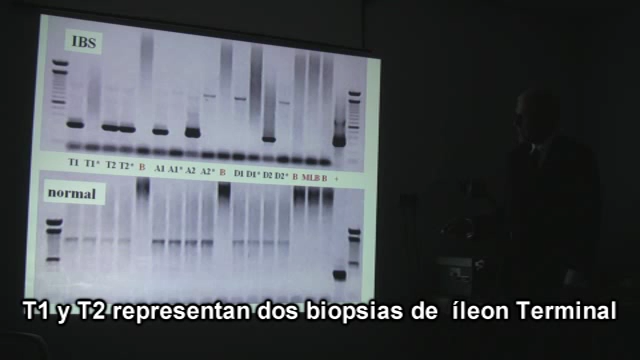 IBS
T1 T1* T2 T2* B A1 A1* A2 A2* B D1 D1* D2 D2* B MLB B +
normal
T1 y T2 representan dos biopsias de íleon Terminal